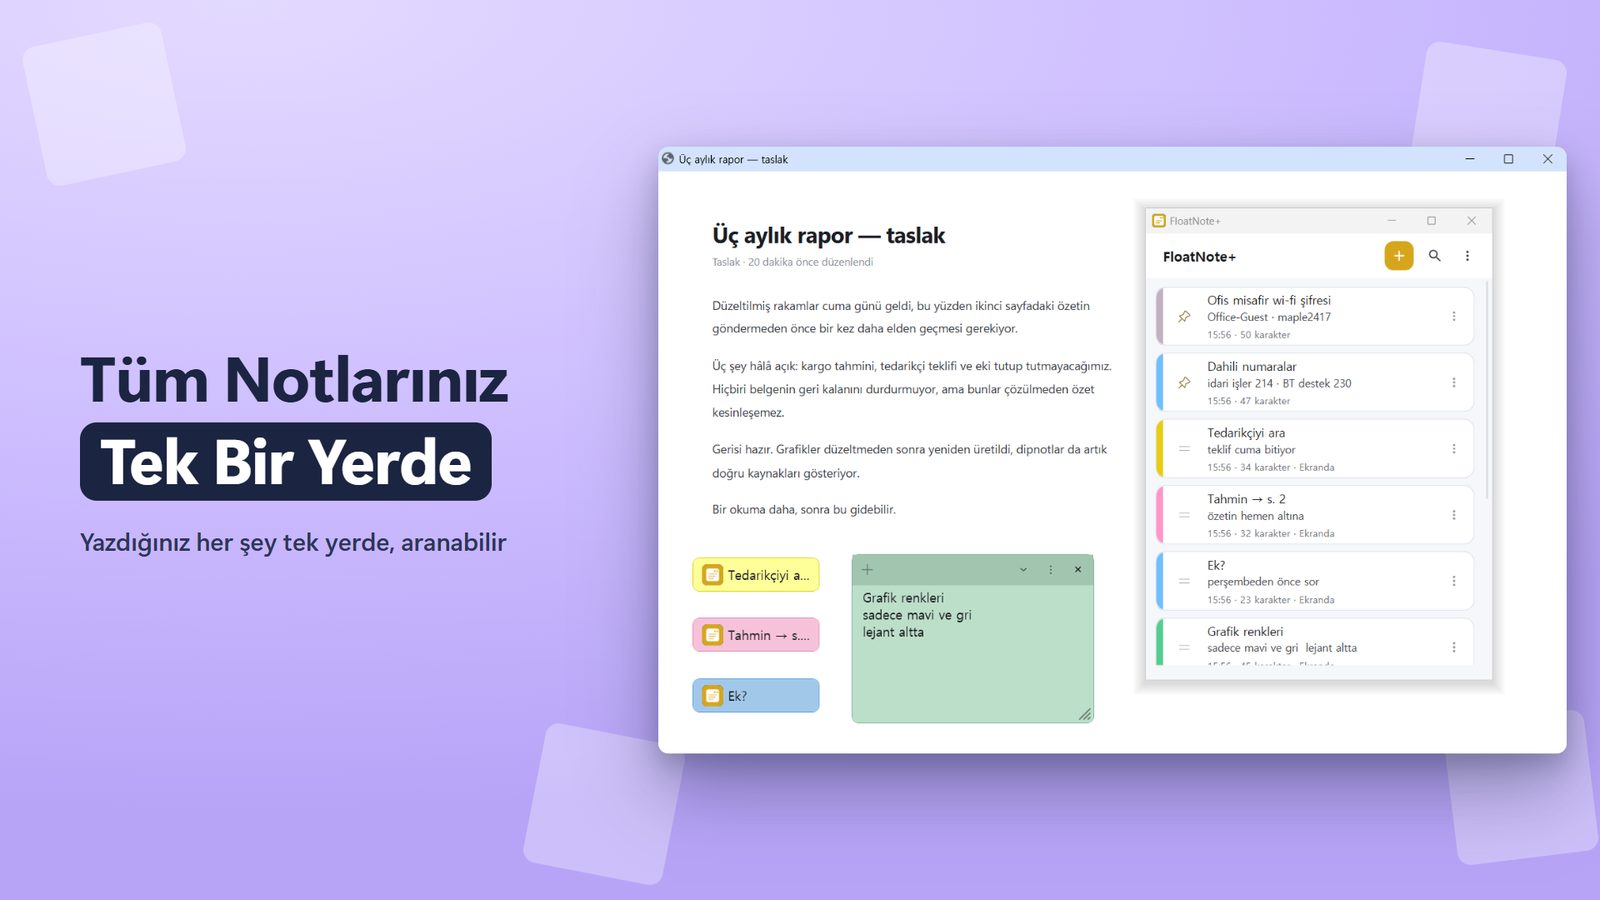 Tüm Notlarınız
Tek Bir Yerde
Yazdığınız her şey tek yerde, aranabilir
Üç aylık rapor — taslak
Üç aylık rapor — taslak
Taslak · 20 dakika önce düzenlendi
Düzeltilmiş rakamlar cuma günü geldi, bu yüzden ikinci sayfadaki özetin
göndermeden önce bir kez daha elden geçmesi gerekiyor.
Üç şey hâlâ açık: kargo tahmini, tedarikçi teklifi ve eki tutup tutmayacağımız.
Hiçbiri belgenin geri kalanını durdurmuyor, ama bunlar çözülmeden özet
kesinleşemez.
Gerisi hazır. Grafikler düzeltmeden sonra yeniden üretildi, dipnotlar da artık
doğru kaynakları gösteriyor.
Bir okuma daha, sonra bu gidebilir.
Tedarikçiyi a...
Tahmin → s....
Ek?
Grafik renkleri
sadece mavi ve gri
lejant altta
FloatNote+
FloatNote+
Ofis misafir wi-fi şifresi
Office-Guest · maple2417
15:56 · 50 karakter
Dahili numaralar
idari işler 214 · BT destek 230
15:56 · 47 karakter
Tedarikçiyi ara
teklif cuma bitiyor
15:56 · 34 karakter · Ekranda
Tahmin → s. 2
özetin hemen altına
15:56 · 32 karakter · Ekranda
Ek?
perşembeden önce sor
15:56 · 23 karakter · Ekranda
Grafik renkleri
sadece mavi ve gri lejant altta
15:56 · 45 karakter · Ekranda